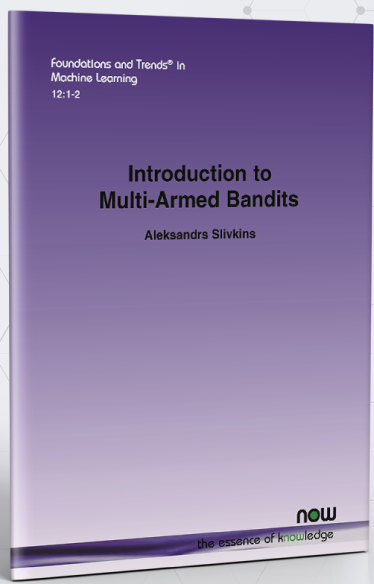 Foundations and Trends® in
Machine Learning
12:1-2
Introduction to
Multi-Armed Bandits
Aleksandrs Slivkins
now
the essence of knowledge